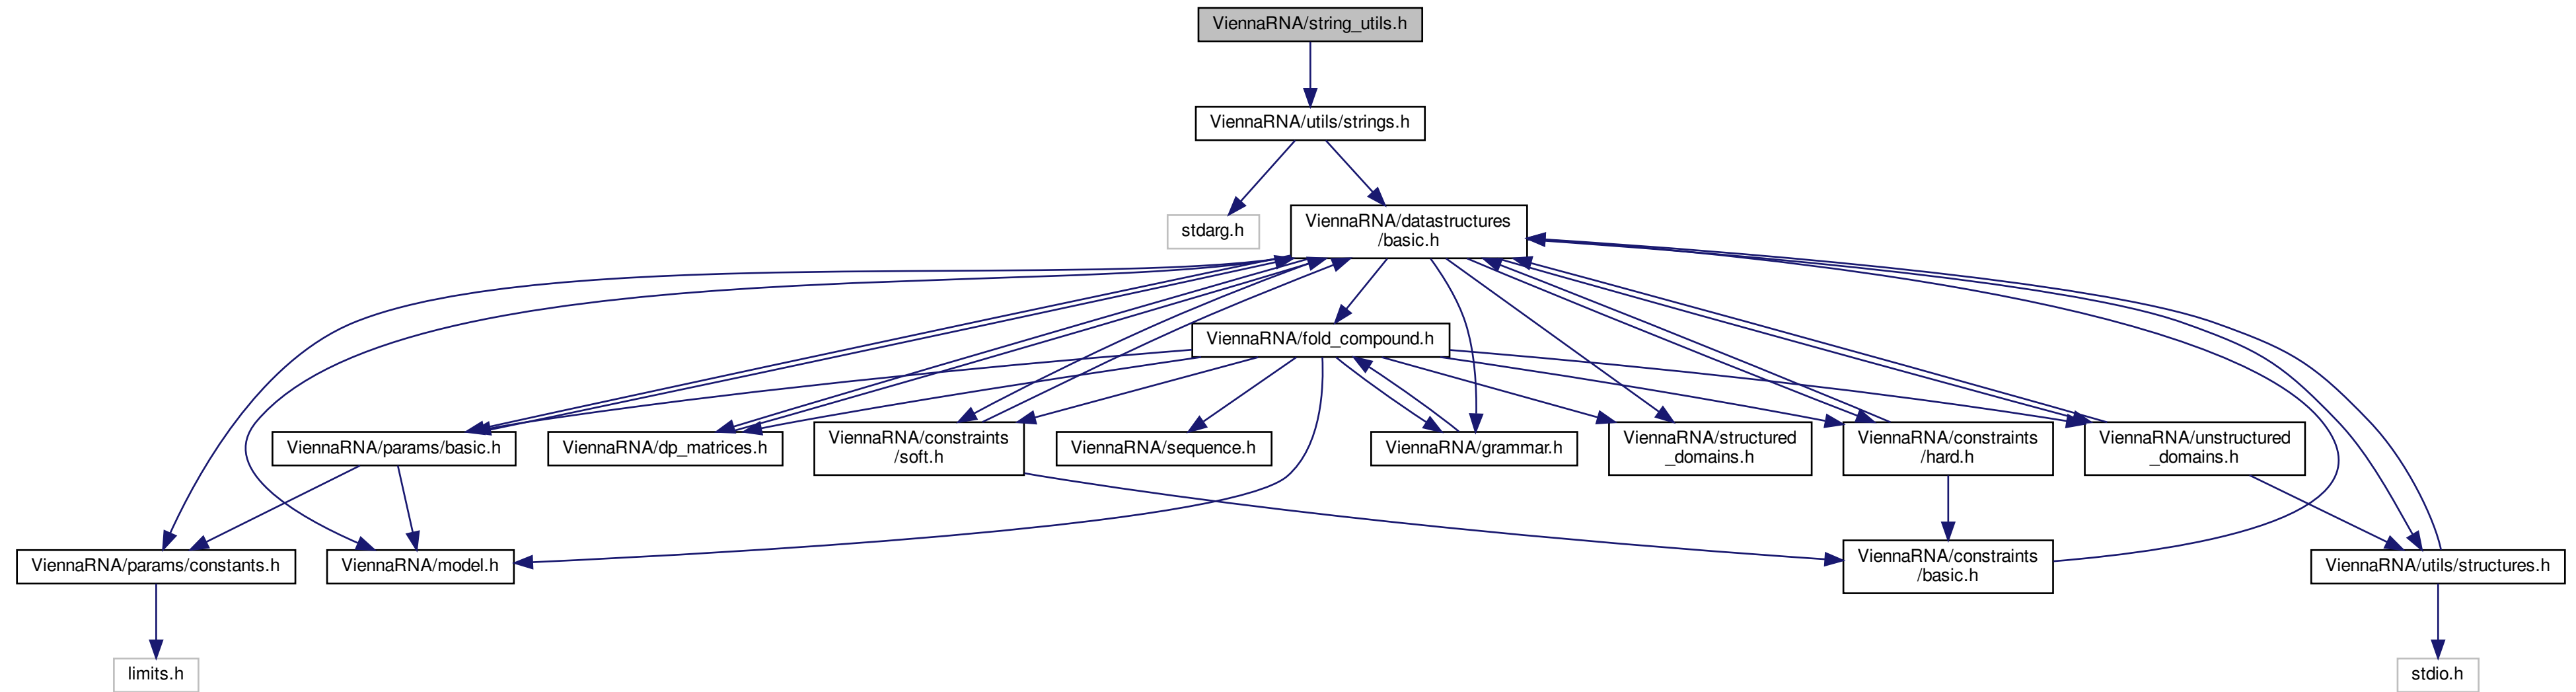 ViennaRNA/string_utils.h
ViennaRNA/utils/strings.h
stdarg.h
ViennaRNA/datastructures
/basic.h
ViennaRNA/fold_compound.h
ViennaRNA/params/basic.h
ViennaRNA/dp_matrices.h
ViennaRNA/constraints
/soft.h
ViennaRNA/sequence.h
ViennaRNA/grammar.h
ViennaRNA/structured
_domains.h
ViennaRNA/constraints
/hard.h
ViennaRNA/unstructured
_domains.h
ViennaRNA/params/constants.h
ViennaRNA/model.h
ViennaRNA/constraints
/basic.h
ViennaRNA/utils/structures.h
limits.h
stdio.h